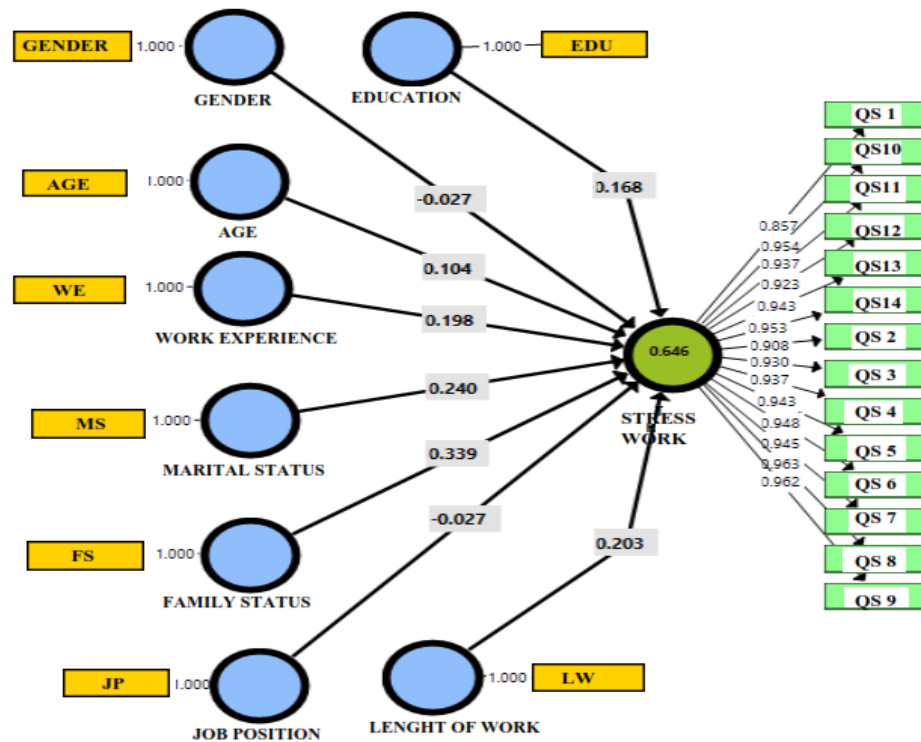 GENDER 1.000
GENDER
1.000 EDU
EDUCATION
AGE 1.000
AGE
WE 1.000
WORK EXPERIENCE
MS 1.000
MARITAL STATUS
FS 1.000
FAMILY STATUS
JP 1.000
JOB POSITION
1.000 LW
LENGHT OF WORK
-0.027
0.168
0.104
0.198
0.240
0.339
-0.027
0.203
0.646
STRESS
WORK
0.857
0.954
0.937
0.923
0.943
0.953
0.908
0.930
0.937
0.943
0.948
0.945
0.963
0.962
QS 1
QS10
QS11
QS12
QS13
QS14
QS 2
QS 3
QS 4
QS 5
QS 6
QS 7
QS 8
QS 9